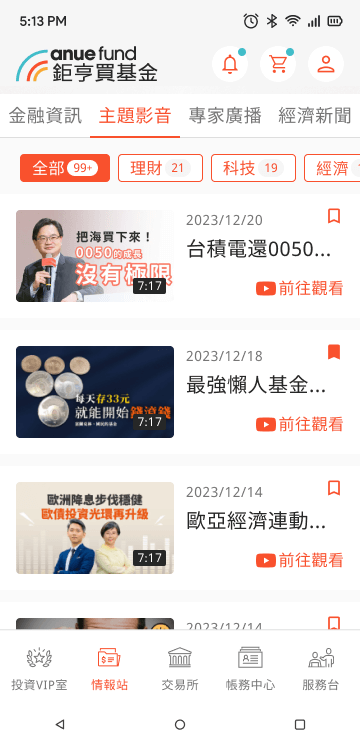 5:13 PM
anue fund
鉅亨買基金
金融資訊 主題影音 專家廣播 經濟新聞
全部 99+ 理財 21 科技 19 經濟
把海買下來！
0050的成長
沒有極限
7:17
2023/12/20
台積電還0050...
前往觀看
每天存33元
就能開始錢滾錢
7:17
2023/12/18
最強懶人基金...
前往觀看
歐洲降息步伐穩健
歐債投資光環再升級
7:17
2023/12/14
歐亞經濟連動...
前往觀看
2023/12/14
投資VIP室 情報站 交易所 帳務中心 服務台